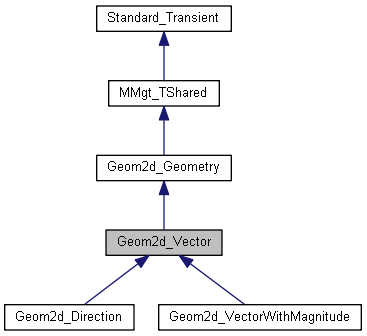 Standard_Transient
MMgt_TShared
Geom2d_Geometry
Geom2d_Vector
Geom2d_Direction
Geom2d_VectorWithMagnitude